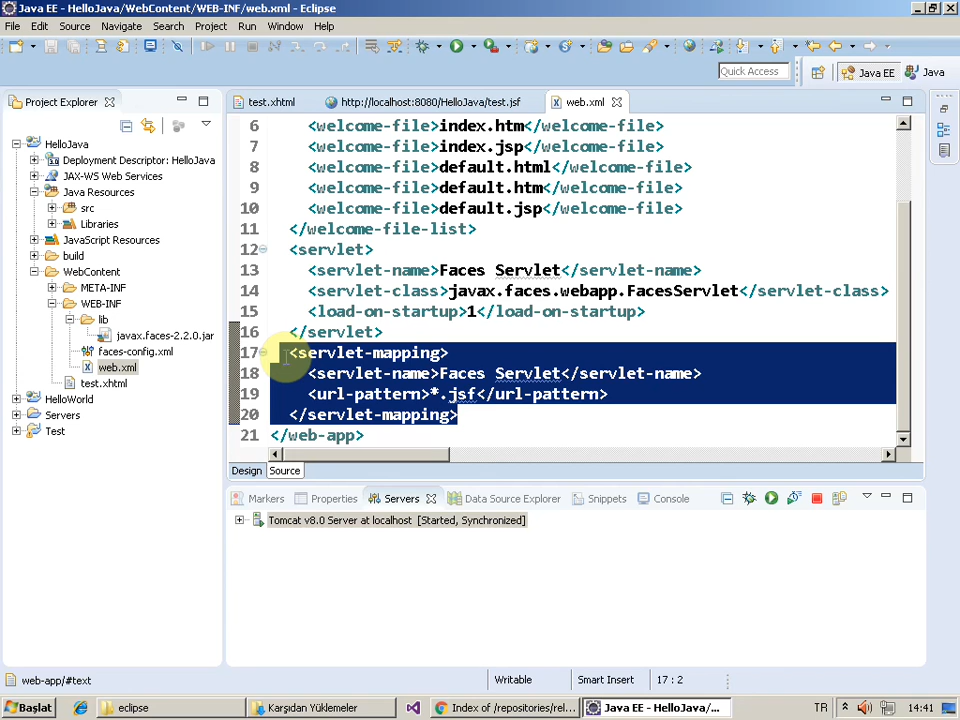 Java EE - HelloJava/WebContent/WEB-INF/web.xml - Eclipse
File Edit Source Navigate Search Project Run Window Help
Quick Access Java EE Java
Project Explorer
test.xhtml http://localhost:8080/HelloJava/test.jsf web.xml
HelloJava
Deployment Descriptor: HelloJava
JAX-WS Web Services
Java Resources
src
Libraries
JavaScript Resources
build
WebContent
META-INF
WEB-INF
lib
javax.faces-2.2.0.jar
faces-config.xml
web.xml
test.xhtml
HelloWorld
Servers
Test
6 <welcome-file>index.htm</welcome-file>
7 <welcome-file>index.jsp</welcome-file>
8 <welcome-file>default.html</welcome-file>
9 <welcome-file>default.htm</welcome-file>
10 <welcome-file>default.jsp</welcome-file>
11 </welcome-file-list>
12 <servlet>
13 <servlet-name>Faces Servlet</servlet-name>
14 <servlet-class>javax.faces.webapp.FacesServlet</servlet-class>
15 <load-on-startup>1</load-on-startup>
16 </servlet>
17 <servlet-mapping>
18 <servlet-name>Faces Servlet</servlet-name>
19 <url-pattern>*.jsf</url-pattern>
20 </servlet-mapping>
21 </web-app>
Design Source
Markers Properties Servers Data Source Explorer Snippets Console
Tomcat v8.0 Server at localhost [Started, Synchronized]
web-app/#text Writable Smart Insert 17 : 2
Başlat eclipse Karşıdan Yüklemeler Index of /repositories/rel... Java EE - HelloJava/... TR 14:41